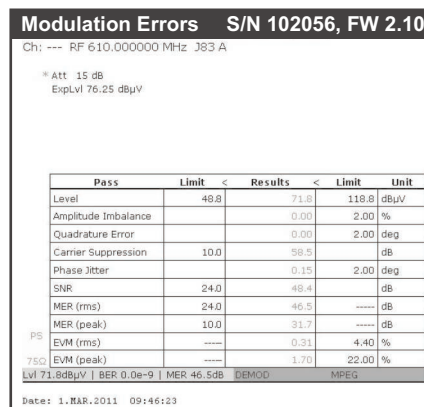 Modulation Errors S/N 102056, FW 2.10
Ch: --- RF 610.000000 MHz J83 A
* Att 15 dB
ExpLvl 76.25 dBµV
Pass Limit < Results < Limit Unit
Level 48.8 71.8 118.8 dBµV
Amplitude Imbalance 0.00 2.00 %
Quadrature Error 0.00 2.00 deg
Carrier Suppression 10.0 58.5 dB
Phase Jitter 0.15 2.00 deg
SNR 24.0 48.4 dB
MER (rms) 24.0 46.5 ----- dB
MER (peak) 10.0 31.7 ----- dB
PS
EVM (rms) ----- 0.31 4.40 %
75Ω EVM (peak) ----- 1.70 22.00 %
Lvl 71.8dBµV | BER 0.0e-9 | MER 46.5dB DEMOD MPEG
Date: 1.MAR.2011 09:46:23